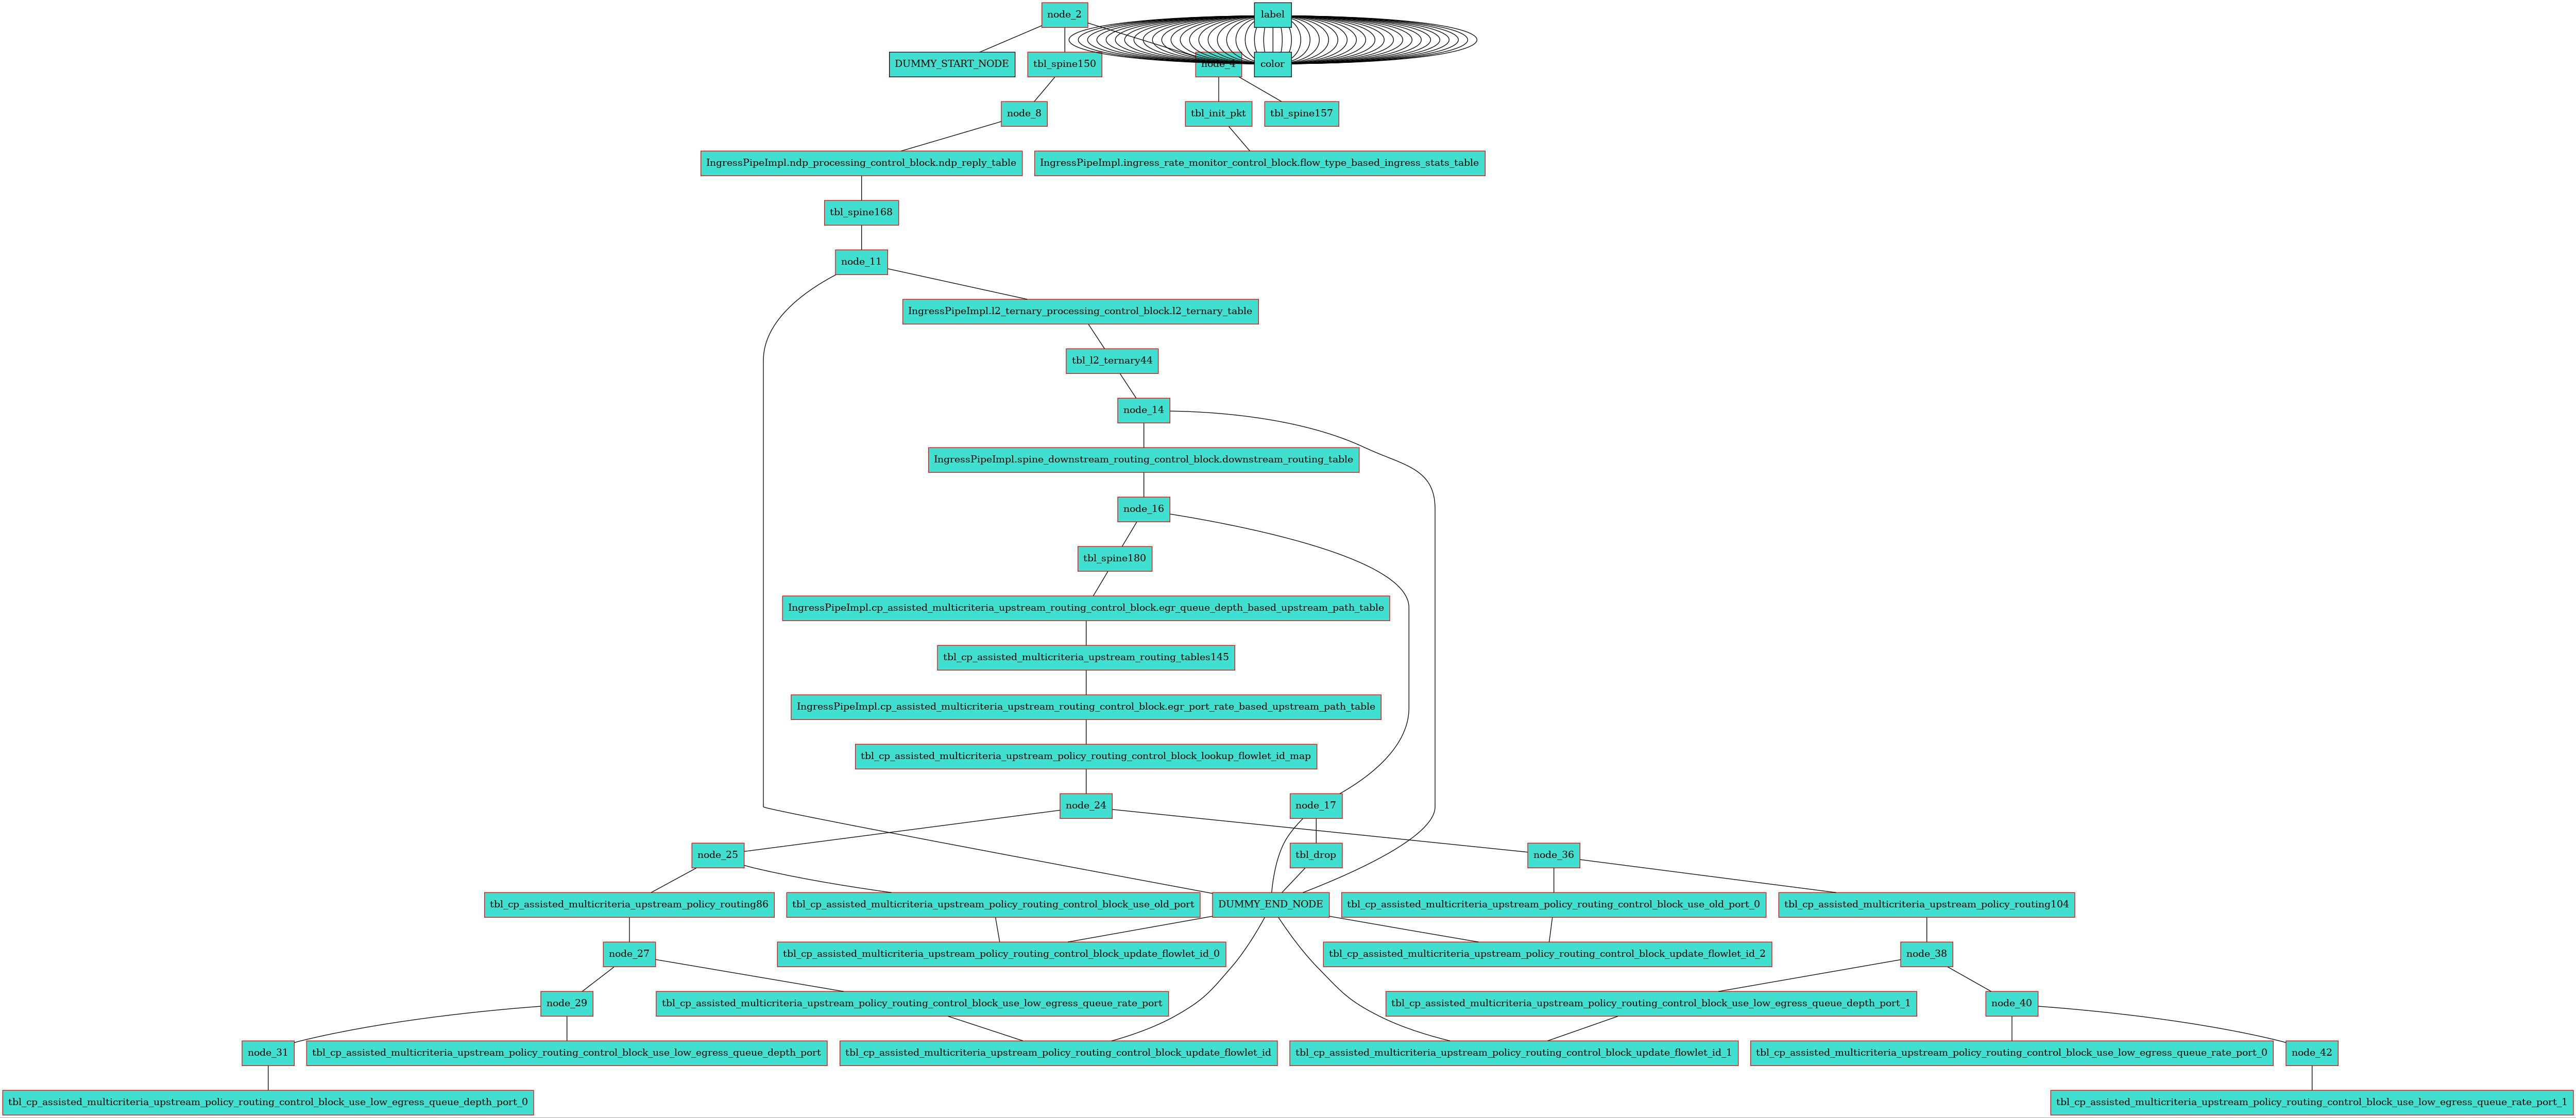 node_2
label
DUMMY_START_NODE
tbl_spine150
node_4
color
node_8
tbl_init_pkt
tbl_spine157
IngressPipeImpl.ndp_processing_control_block.ndp_reply_table
IngressPipeImpl.ingress_rate_monitor_control_block.flow_type_based_ingress_stats_table
tbl_spine168
node_11
IngressPipeImpl.l2_ternary_processing_control_block.l2_ternary_table
tbl_l2_ternary44
node_14
IngressPipeImpl.spine_downstream_routing_control_block.downstream_routing_table
node_16
tbl_spine180
IngressPipeImpl.cp_assisted_multicriteria_upstream_routing_control_block.egr_queue_depth_based_upstream_path_table
tbl_cp_assisted_multicriteria_upstream_routing_tables145
IngressPipeImpl.cp_assisted_multicriteria_upstream_routing_control_block.egr_port_rate_based_upstream_path_table
tbl_cp_assisted_multicriteria_upstream_policy_routing_control_block_lookup_flowlet_id_map
node_24
node_17
node_25
tbl_drop
node_36
tbl_cp_assisted_multicriteria_upstream_policy_routing86
tbl_cp_assisted_multicriteria_upstream_policy_routing_control_block_use_old_port
DUMMY_END_NODE
tbl_cp_assisted_multicriteria_upstream_policy_routing_control_block_use_old_port_0
tbl_cp_assisted_multicriteria_upstream_policy_routing104
node_27
tbl_cp_assisted_multicriteria_upstream_policy_routing_control_block_update_flowlet_id_0
tbl_cp_assisted_multicriteria_upstream_policy_routing_control_block_update_flowlet_id_2
node_38
node_29
tbl_cp_assisted_multicriteria_upstream_policy_routing_control_block_use_low_egress_queue_rate_port
tbl_cp_assisted_multicriteria_upstream_policy_routing_control_block_use_low_egress_queue_depth_port_1
node_40
node_31
tbl_cp_assisted_multicriteria_upstream_policy_routing_control_block_use_low_egress_queue_depth_port
tbl_cp_assisted_multicriteria_upstream_policy_routing_control_block_update_flowlet_id
tbl_cp_assisted_multicriteria_upstream_policy_routing_control_block_update_flowlet_id_1
tbl_cp_assisted_multicriteria_upstream_policy_routing_control_block_use_low_egress_queue_rate_port_0
node_42
tbl_cp_assisted_multicriteria_upstream_policy_routing_control_block_use_low_egress_queue_depth_port_0
tbl_cp_assisted_multicriteria_upstream_policy_routing_control_block_use_low_egress_queue_rate_port_1